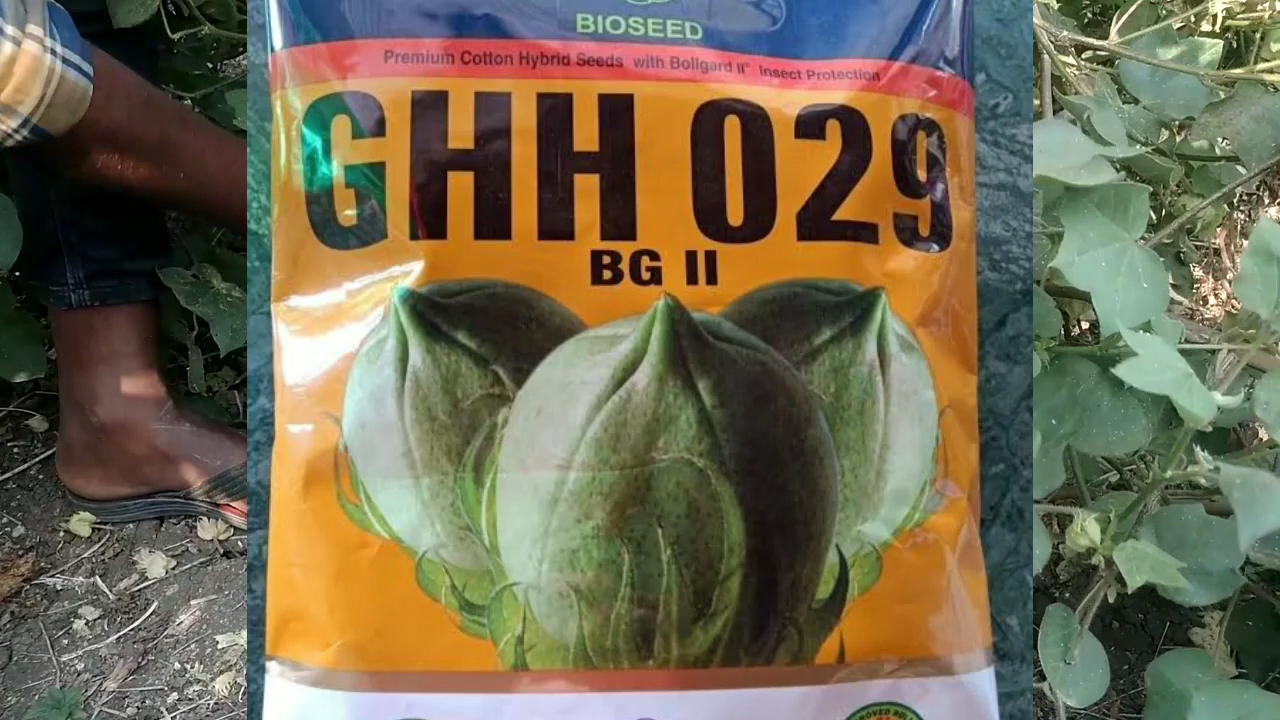 BIOSEED
Premium Cotton Hybrid Seeds with Bollgard II® Insect Protection
GHH 029
BG II